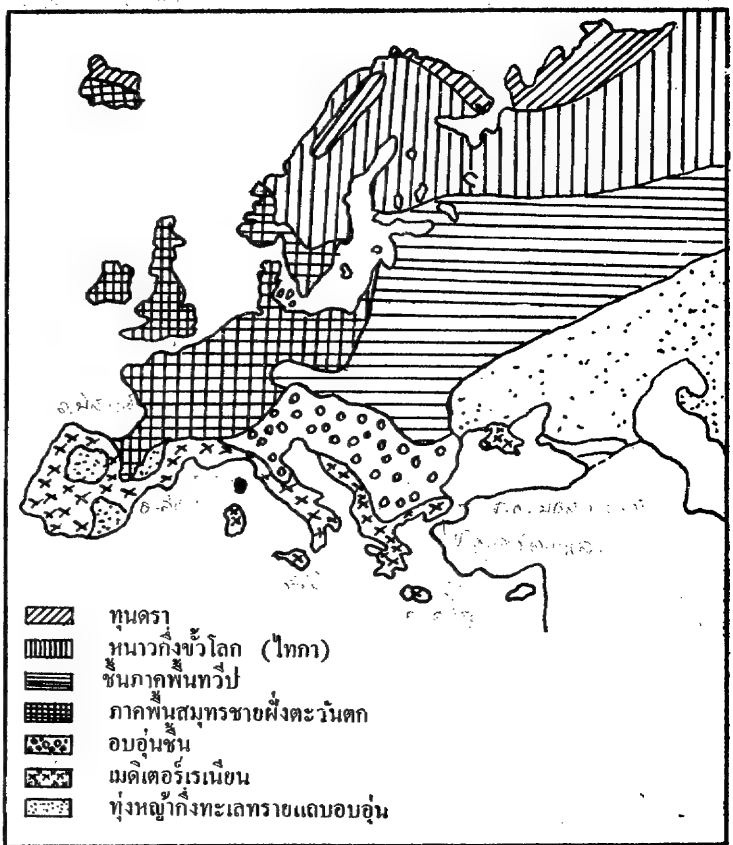 ทุนดรา
หนาวกึ่งขั้วโลก (ไทกา)
ชื้นภาคพื้นทวีป
ภาคพื้นสมุทรชายฝั่งตะวันตก
อบอุ่นชื้น
เมดิเตอร์เรเนียน
ทุ่งหญ้ากึ่งทะเลทรายแถบอบอุ่น